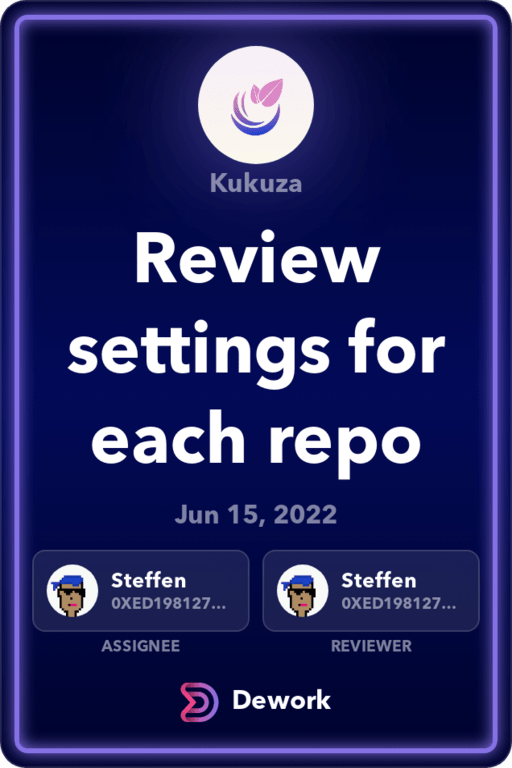 Kukuza
Review
settings for
each repo
Jun 15, 2022
Steffen
0XED198127...
Steffen
0XED198127...
ASSIGNEE
REVIEWER
Dework